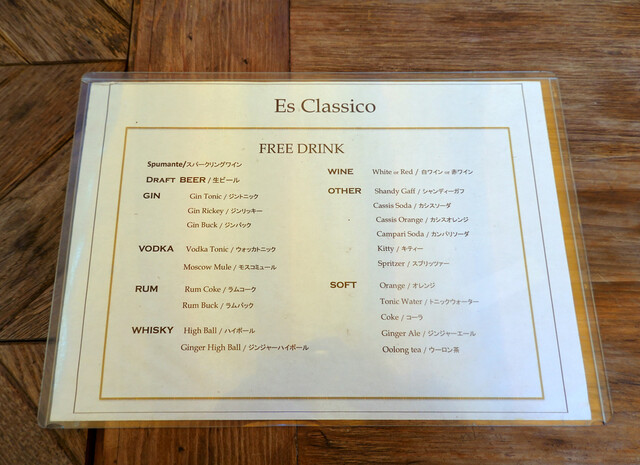 Es Classico
FREE DRINK
Spumante/スパークリングワイン
DRAFT BEER / 生ビール
GIN Gin Tonic / ジントニック
Gin Rickey / ジンリッキー
Gin Buck / ジンバック
VODKA Vodka Tonic / ウォッカトニック
Moscow Mule / モスコミュール
RUM Rum Coke / ラムコーク
Rum Buck / ラムバック
WHISKY High Ball / ハイボール
Ginger High Ball / ジンジャーハイボール
WINE White or Red / 白ワイン or 赤ワイン
OTHER Shandy Gaff / シャンディーガフ
Cassis Soda / カシスソーダ
Cassis Orange / カシスオレンジ
Campari Soda / カンパリソーダ
Kitty / キティー
Spritzer / スプリッツァー
SOFT Orange / オレンジ
Tonic Water / トニックウォーター
Coke / コーラ
Ginger Ale / ジンジャーエール
Oolong tea / ウーロン茶